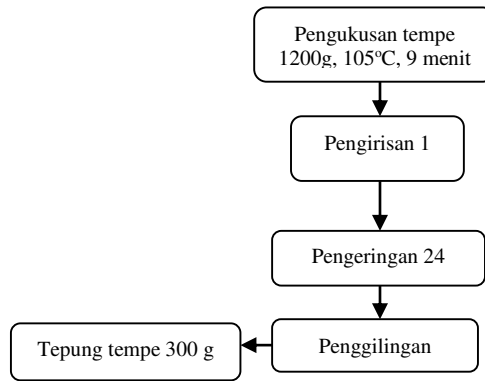 Pengukusan tempe
1200g, 105ºC, 9 menit
Pengirisan 1
Pengeringan 24
Penggilingan
Tepung tempe 300 g